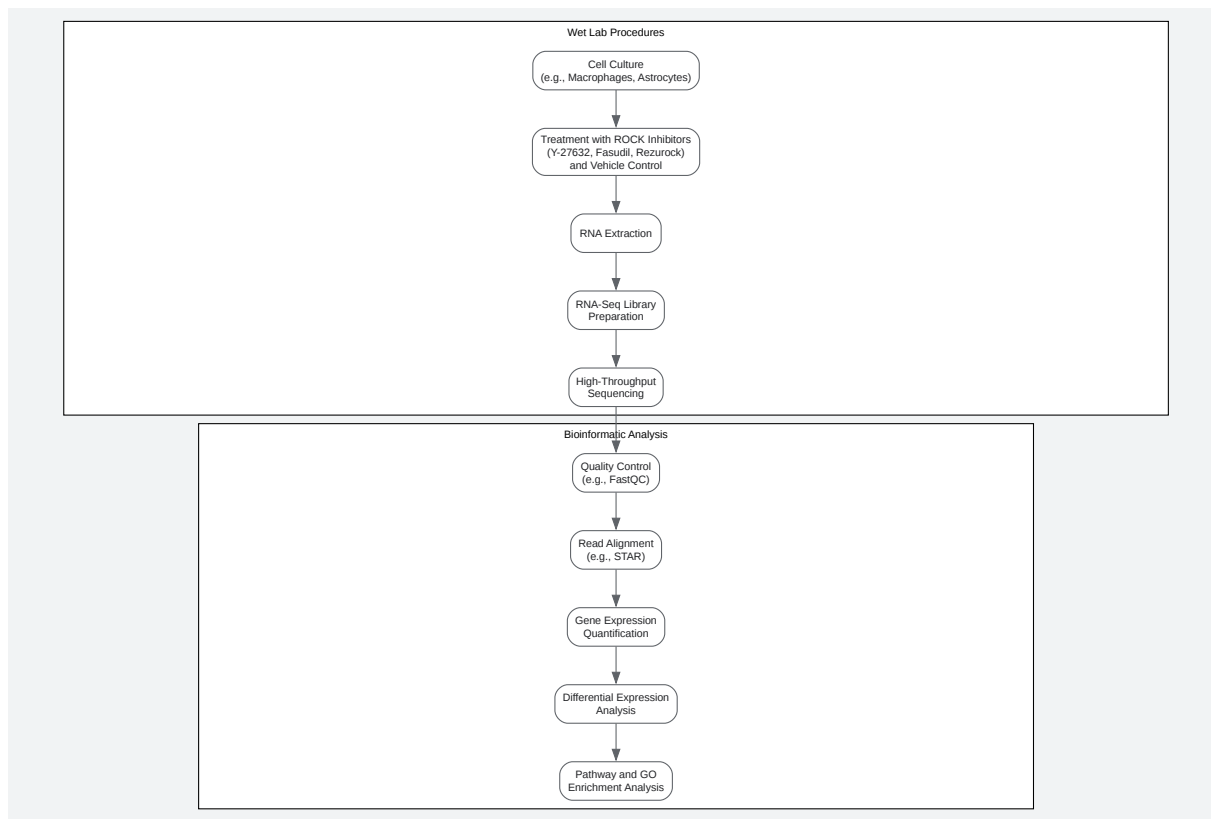 Wet Lab Procedures
Cell Culture
(e.g., Macrophages, Astrocytes)
Treatment with ROCK Inhibitors
(Y-27632, Fasudil, Rezurock)
and Vehicle Control
RNA Extraction
RNA-Seq Library
Preparation
High-Throughput
Sequencing
Bioinformatic Analysis
Quality Control
(e.g., FastQC)
Read Alignment
(e.g., STAR)
Gene Expression
Quantification
Differential Expression
Analysis
Pathway and GO
Enrichment Analysis